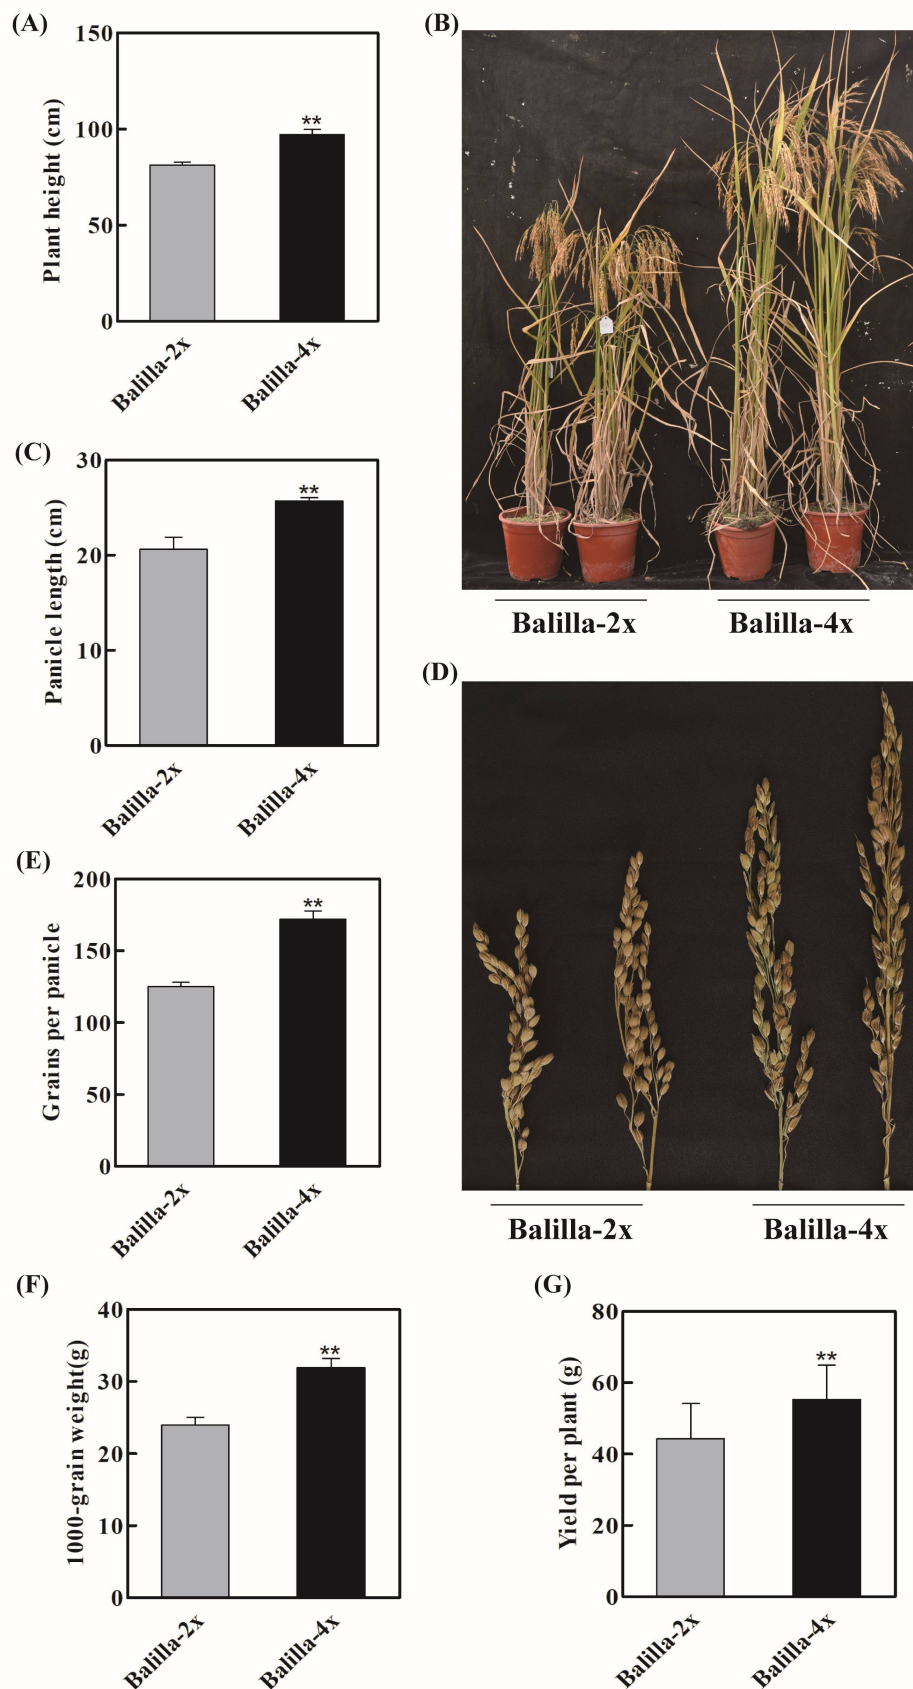 (A)
150
100
50
0
Plant height (cm)
**
Balilla-2x
Balilla-4x
(B)
Balilla-2x
Balilla-4x
(C)
30
20
10
0
Panicle length (cm)
**
Balilla-2x
Balilla-4x
(D)
Balilla-2x
Balilla-4x
(E)
200
150
100
50
0
Grains per panicle
**
Balilla-2x
Balilla-4x
(F)
40
30
20
10
0
1000-grain weight(g)
**
Balilla-2x
Balilla-4x
(G)
80
60
40
20
0
Yield per plant (g)
**
Balilla-2x
Balilla-4x